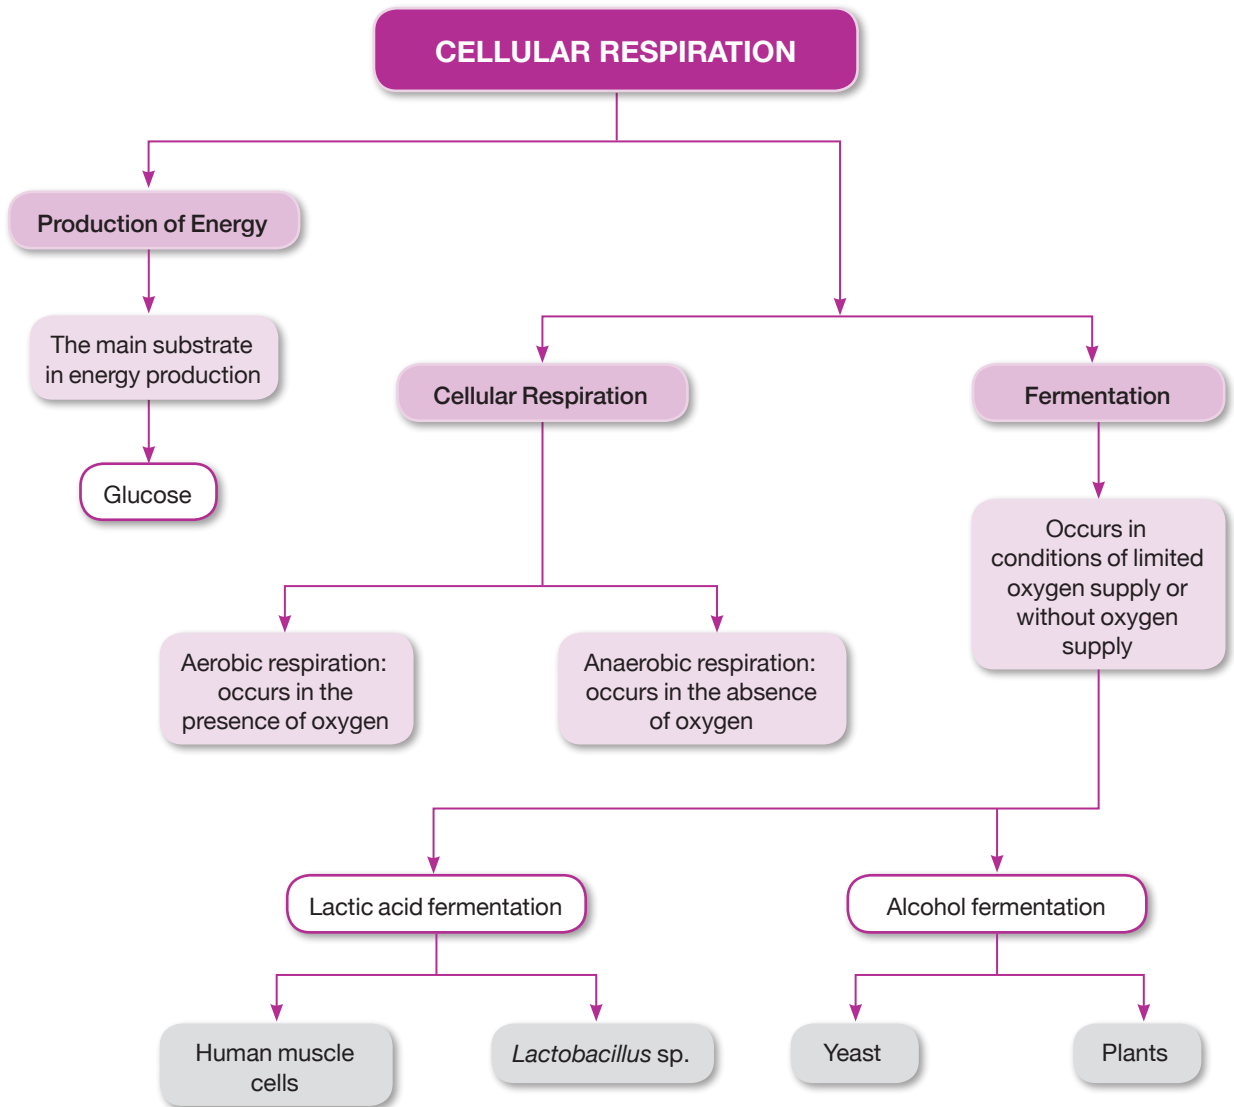 CELLULAR RESPIRATION
Production of Energy
The main substrate
in energy production
Glucose
Cellular Respiration
Fermentation
Aerobic respiration:
occurs in the
presence of oxygen
Anaerobic respiration:
occurs in the absence
of oxygen
Occurs in
conditions of limited
oxygen supply or
without oxygen
supply
Lactic acid fermentation
Alcohol fermentation
Human muscle
cells
Lactobacillus sp.
Yeast
Plants